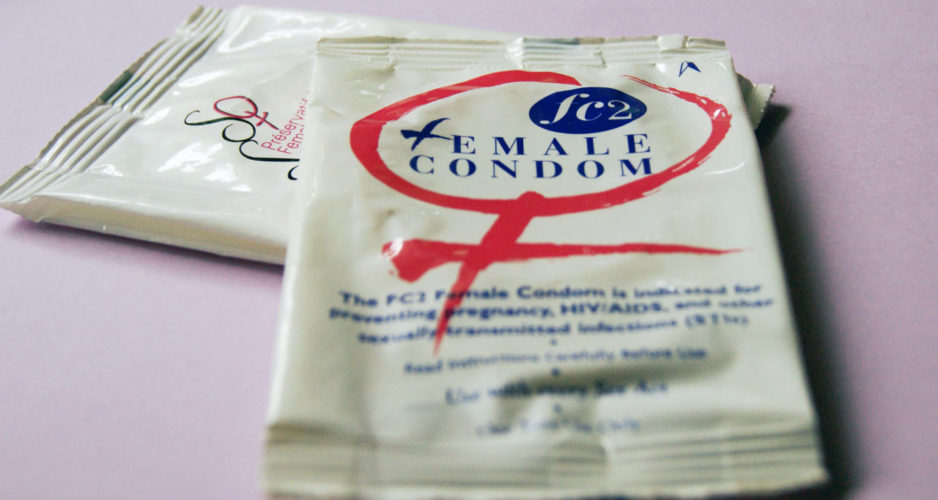 fc2
FEMALE
CONDOM
The FC2 Female Condom is indicated for
preventing pregnancy, HIV/AIDS, and other
sexually transmitted infections (STIs)
Read Instructions Carefully Before Use
Use with every Sex Act
Préservatif